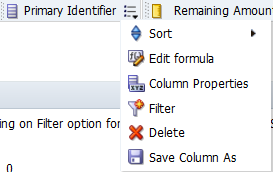 Primary Identifier Remaining Amoun
Sort
Edit formula
Column Properties
Filter
ing on Filter option for
Delete
Save Column As
0